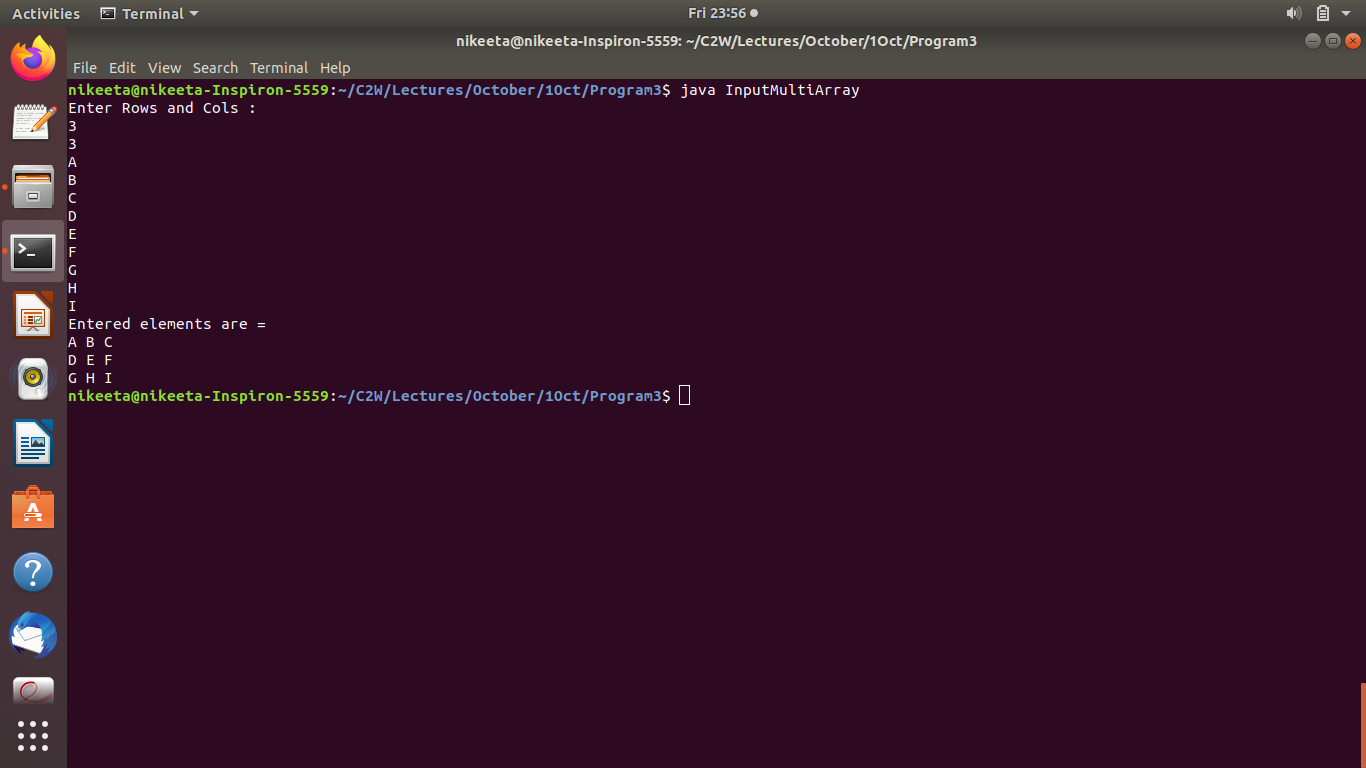 Activities Terminal Fri 23:56
nikeeta@nikeeta-Inspiron-5559: ~/C2W/Lectures/October/1Oct/Program3
File Edit View Search Terminal Help
nikeeta@nikeeta-Inspiron-5559:~/C2W/Lectures/October/1Oct/Program3$ java InputMultiArray
Enter Rows and Cols :
3
3
A
B
C
D
E
F
G
H
I
Entered elements are =
A B C
D E F
G H I
nikeeta@nikeeta-Inspiron-5559:~/C2W/Lectures/October/1Oct/Program3$